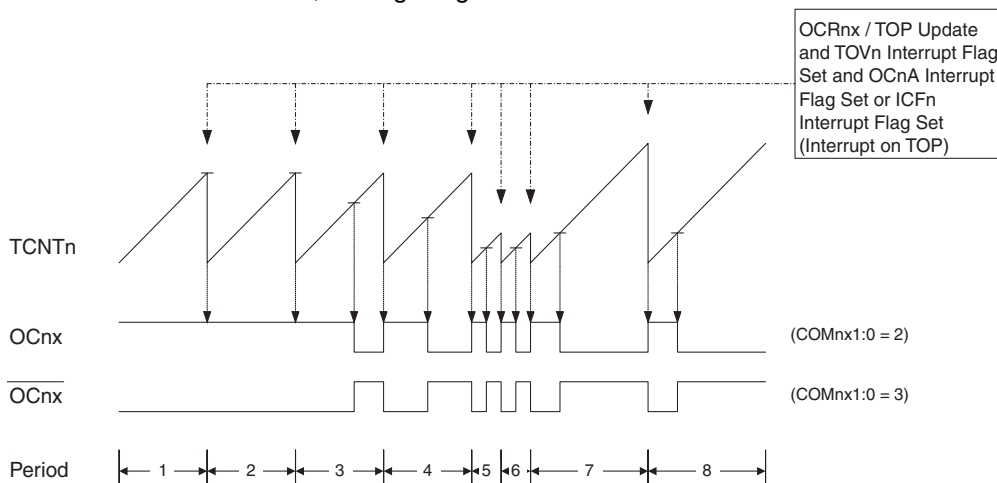 OCRnx / TOP Update
and TOVn Interrupt Flag
Set and OCnA Interrupt
Flag Set or ICFn
Interrupt Flag Set
(Interrupt on TOP)
TCNTn
OCnx
(COMnx1:0 = 2)
OCnx
(COMnx1:0 = 3)
Period
1 2 3 4 5 6 7 8